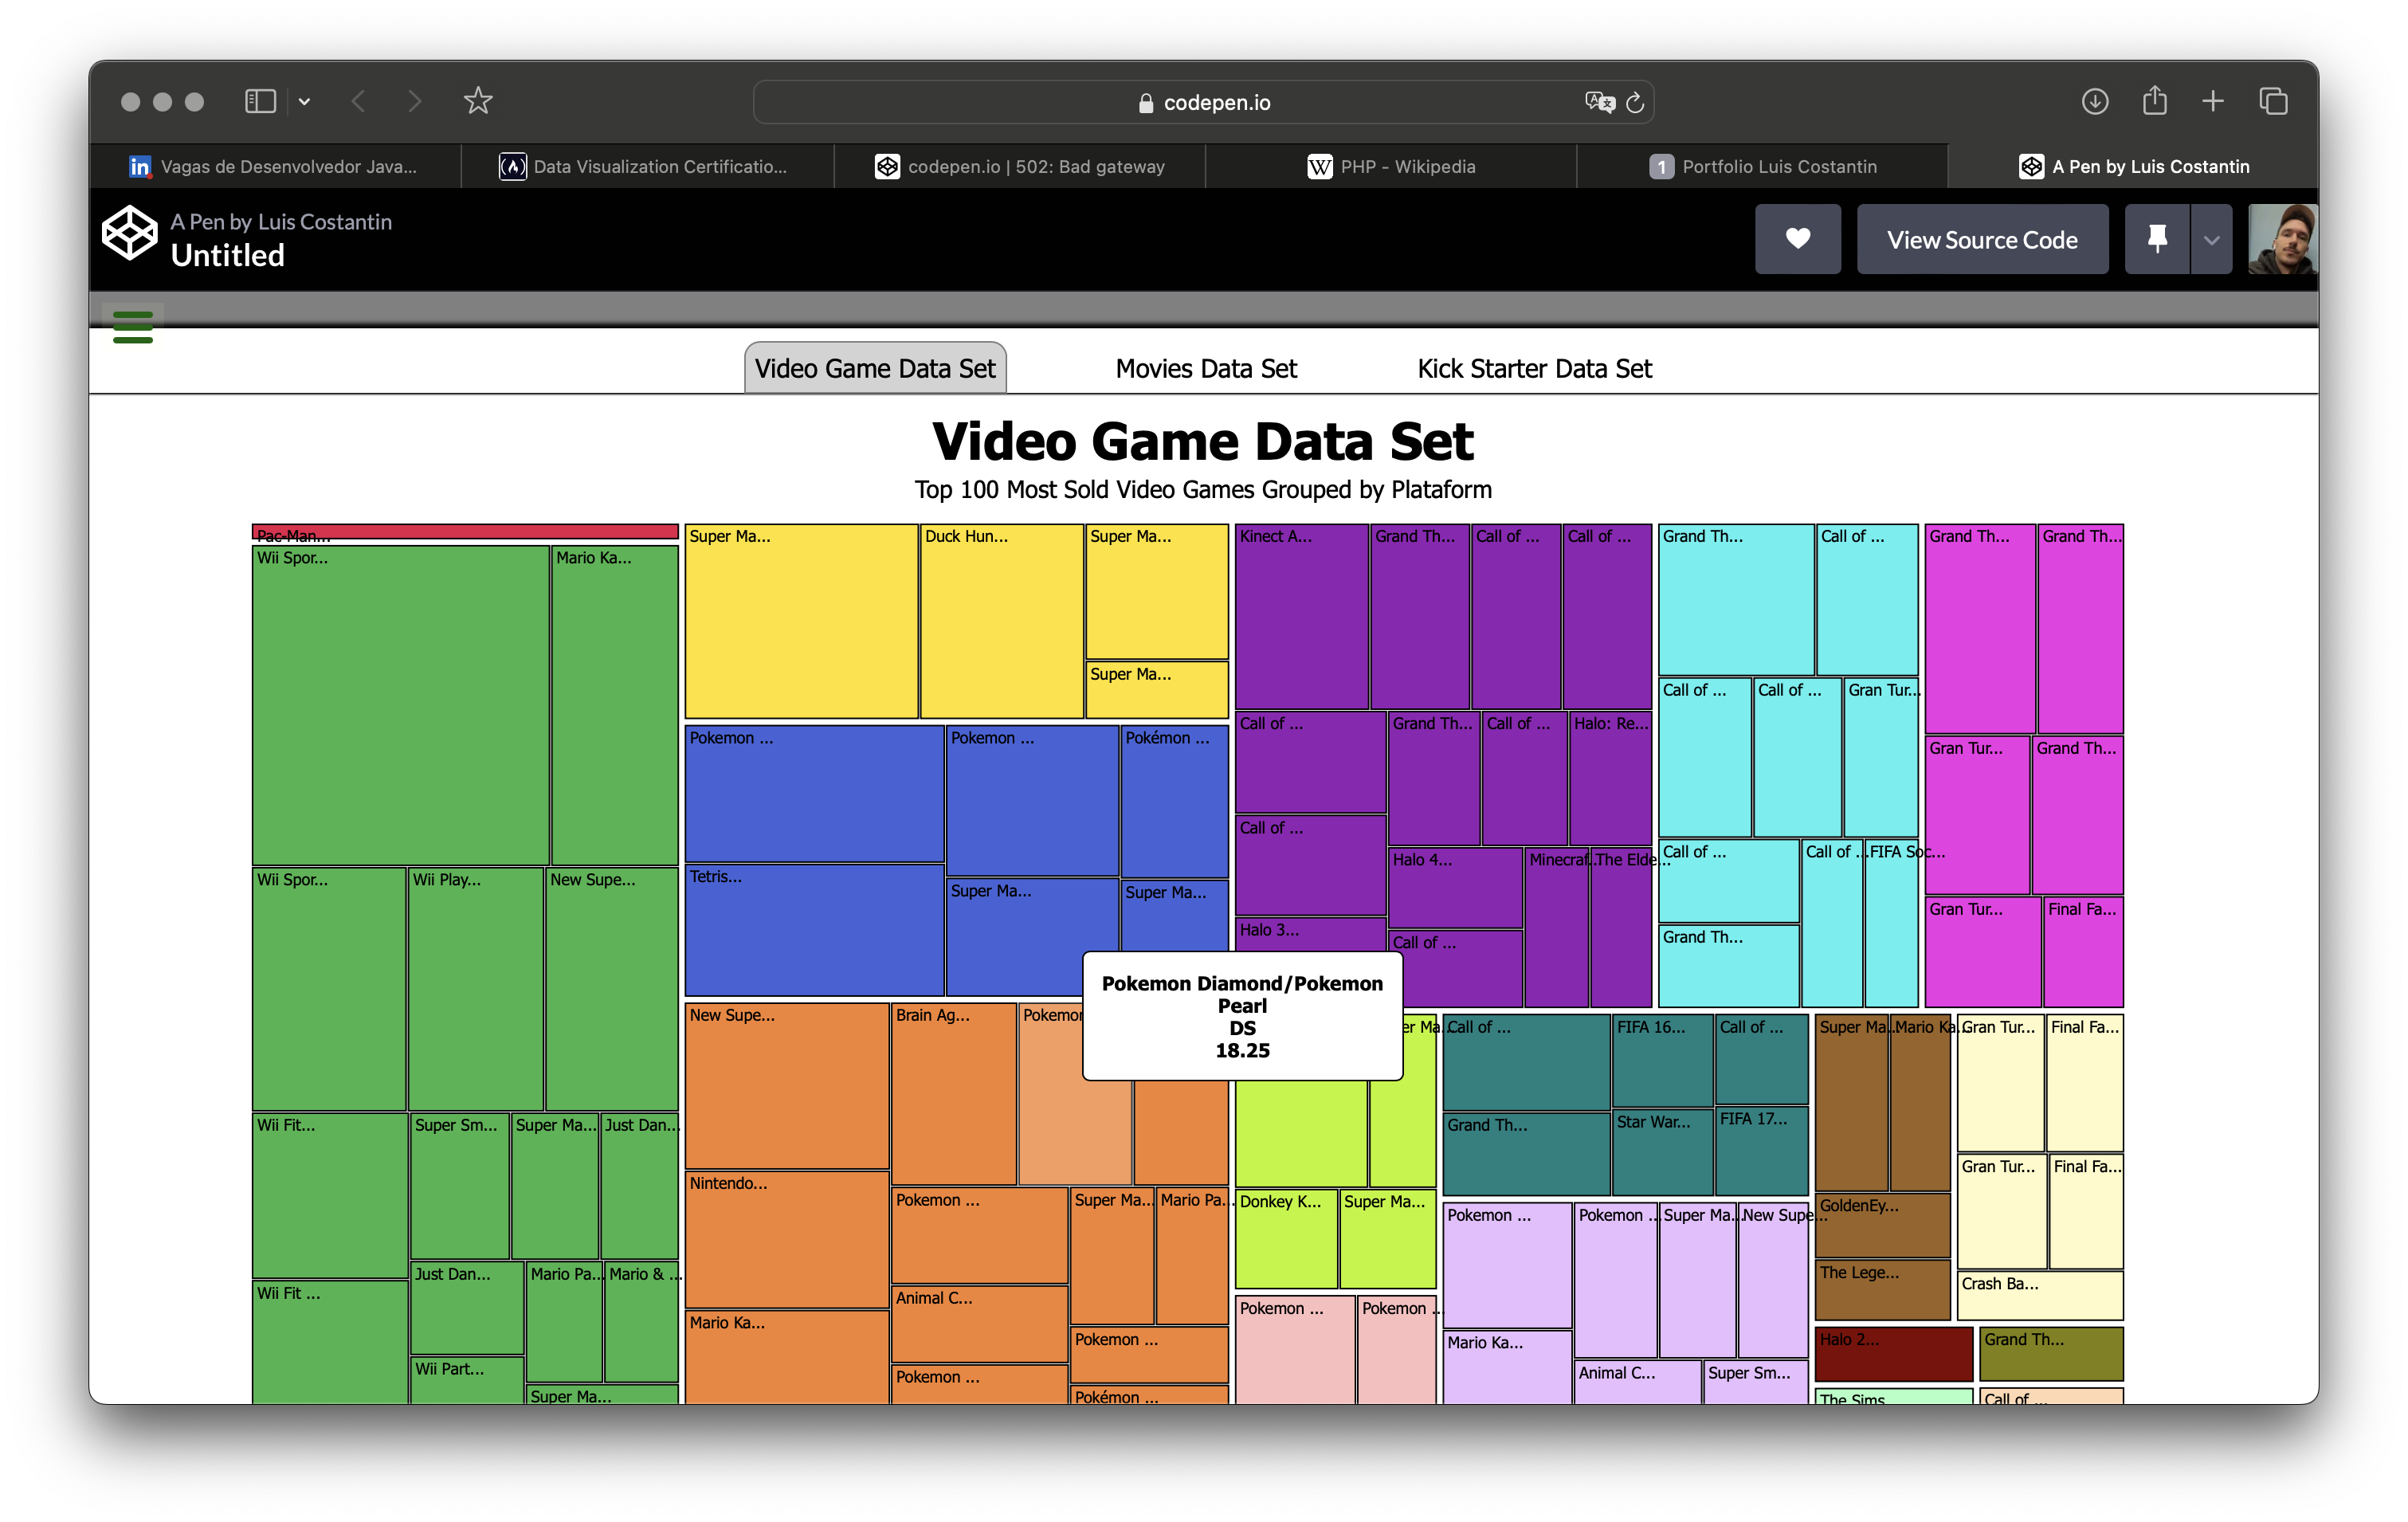 codepen.io
Vagas de Desenvolvedor Java...
Data Visualization Certificatio...
codepen.io | 502: Bad gateway
PHP - Wikipedia
1
Portfolio Luis Costantin
A Pen by Luis Costantin
A Pen by Luis Costantin
Untitled
View Source Code
Video Game Data Set
Movies Data Set
Kick Starter Data Set
Video Game Data Set
Top 100 Most Sold Video Games Grouped by Plataform
Pac-Man...
Wii Spor...
Mario Ka...
Wii Spor...
Wii Play...
New Supe...
Wii Fit...
Super Sm...
Super Ma...
Just Dan...
Wii Fit ...
Just Dan...
Mario Pa...
Mario & ...
Wii Part...
Super Ma...
Super Ma...
Duck Hun...
Super Ma...
Super Ma...
Pokemon ...
Pokemon ...
Pokémon ...
Tetris...
Super Ma...
Super Ma...
New Supe...
Brain Ag...
Pokemon
Nintendo...
Pokemon ...
Super Ma...
Mario Pa...
Animal C...
Mario Ka...
Pokemon ...
Pokemon ...
Pokémon ...
Kinect A...
Grand Th...
Call of ...
Call of ...
Call of ...
Grand Th...
Call of ...
Halo: Re...
Call of ...
Halo 4...
Minecraf...
The Elde...
Halo 3...
Call of ...
Pokemon Diamond/Pokemon
Pearl
DS
18.25
er Ma...
Donkey K...
Super Ma...
Pokemon ...
Pokemon ...
Grand Th...
Call of ...
Call of ...
Call of ...
Gran Tur...
Call of ...
Call of ...
FIFA Soc...
Grand Th...
Grand Th...
Grand Th...
Gran Tur...
Grand Th...
Gran Tur...
Final Fa...
Call of ...
FIFA 16...
Call of ...
Grand Th...
Star War...
FIFA 17...
Pokemon ...
Pokemon ...
Super Ma...
New Supe...
Mario Ka...
Animal C...
Super Sm...
Super Ma...
Mario Ka...
GoldenEy...
The Lege...
Gran Tur...
Final Fa...
Gran Tur...
Final Fa...
Crash Ba...
Halo 2...
Grand Th...
The Sims
Call of ...